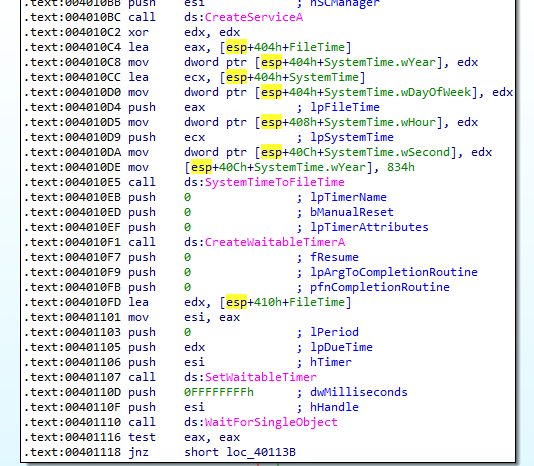 .text:004010BB push esi ; hSCManager
.text:004010BC call ds:CreateServiceA
.text:004010C2 xor edx, edx
.text:004010C4 lea eax, [esp+404h+FileTime]
.text:004010C8 mov dword ptr [esp+404h+SystemTime.wYear], edx
.text:004010CC lea ecx, [esp+404h+SystemTime]
.text:004010D0 mov dword ptr [esp+404h+SystemTime.wDayOfWeek], edx
.text:004010D4 push eax ; lpFileTime
.text:004010D5 mov dword ptr [esp+408h+SystemTime.wHour], edx
.text:004010D9 push ecx ; lpSystemTime
.text:004010DA mov dword ptr [esp+40Ch+SystemTime.wSecond], edx
.text:004010DE mov [esp+40Ch+SystemTime.wYear], 834h
.text:004010E5 call ds:SystemTimeToFileTime
.text:004010EB push 0 ; lpTimerName
.text:004010ED push 0 ; bManualReset
.text:004010EF push 0 ; lpTimerAttributes
.text:004010F1 call ds:CreateWaitableTimerA
.text:004010F7 push 0 ; fResume
.text:004010F9 push 0 ; lpArgToCompletionRoutine
.text:004010FB push 0 ; pfnCompletionRoutine
.text:004010FD lea edx, [esp+410h+FileTime]
.text:00401101 mov esi, eax
.text:00401103 push 0 ; lPeriod
.text:00401105 push edx ; lpDueTime
.text:00401106 push esi ; hTimer
.text:00401107 call ds:SetWaitableTimer
.text:0040110D push 0FFFFFFFFh ; dwMilliseconds
.text:0040110F push esi ; hHandle
.text:00401110 call ds:WaitForSingleObject
.text:00401116 test eax, eax
.text:00401118 jnz short loc_40113B